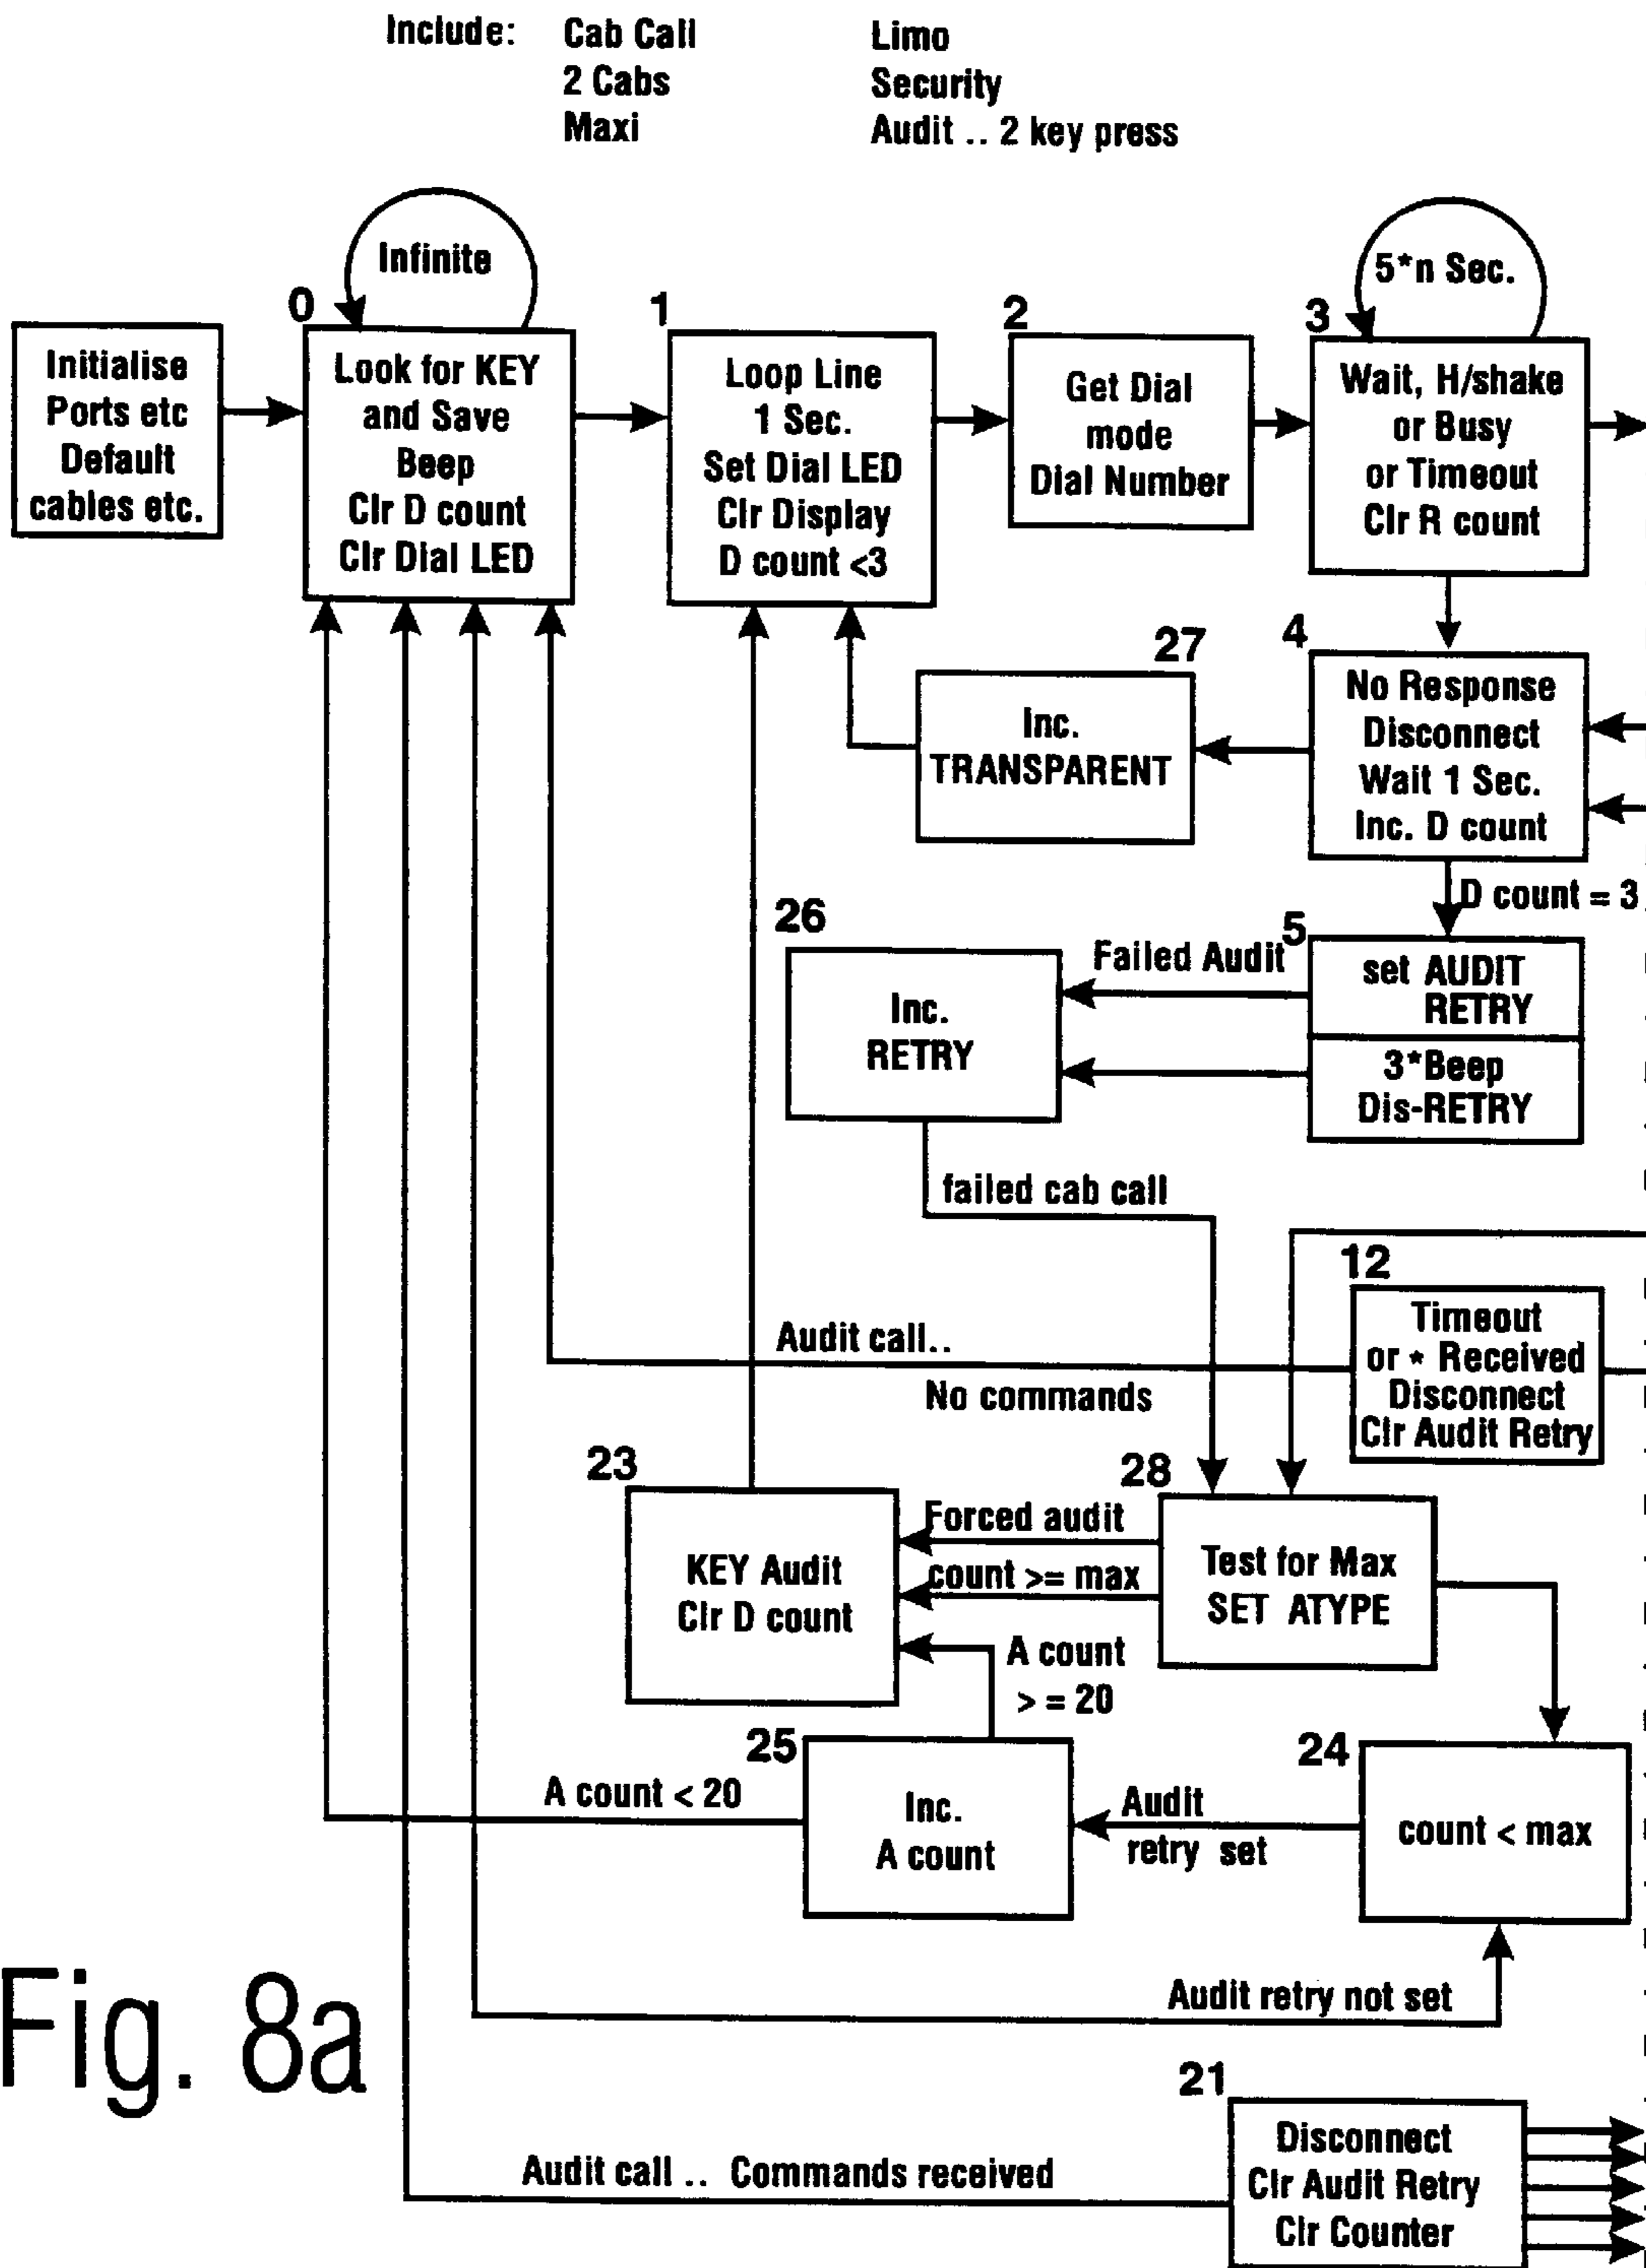 Include: Cab Call Limo
2 Cabs Security
Maxi Audit .. 2 key press
Infinite
5*n Sec.
0
1
2
3
Initialise
Ports etc
Default
cables etc.
Look for KEY
and Save
Beep
Clr D count
Clr Dial LED
Loop Line
1 Sec.
Set Dial LED
Clr Display
D count <3
Get Dial
mode
Dial Number
Wait, H/shake
or Busy
or Timeout
Clr R count
27
Inc.
TRANSPARENT
4
No Response
Disconnect
Wait 1 Sec.
Inc. D count
D count = 3
26
Inc.
RETRY
Failed Audit
5
set AUDIT
RETRY
3*Beep
Dis-RETRY
failed cab call
12
Timeout
or * Received
Disconnect
Clr Audit Retry
Audit call..
No commands
23
KEY Audit
Clr D count
Forced audit
count >= max
28
Test for Max
SET ATYPE
A count
> = 20
25
Inc.
A count
A count < 20
Audit
retry set
24
count < max
Audit retry not set
Fig. 8a
21
Disconnect
Clr Audit Retry
Clr Counter
Audit call .. Commands received